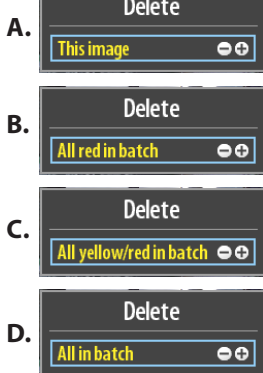 Delete
A.
This image
Delete
B.
All red in batch
Delete
C.
All yellow/red in batch
Delete
D.
All in batch